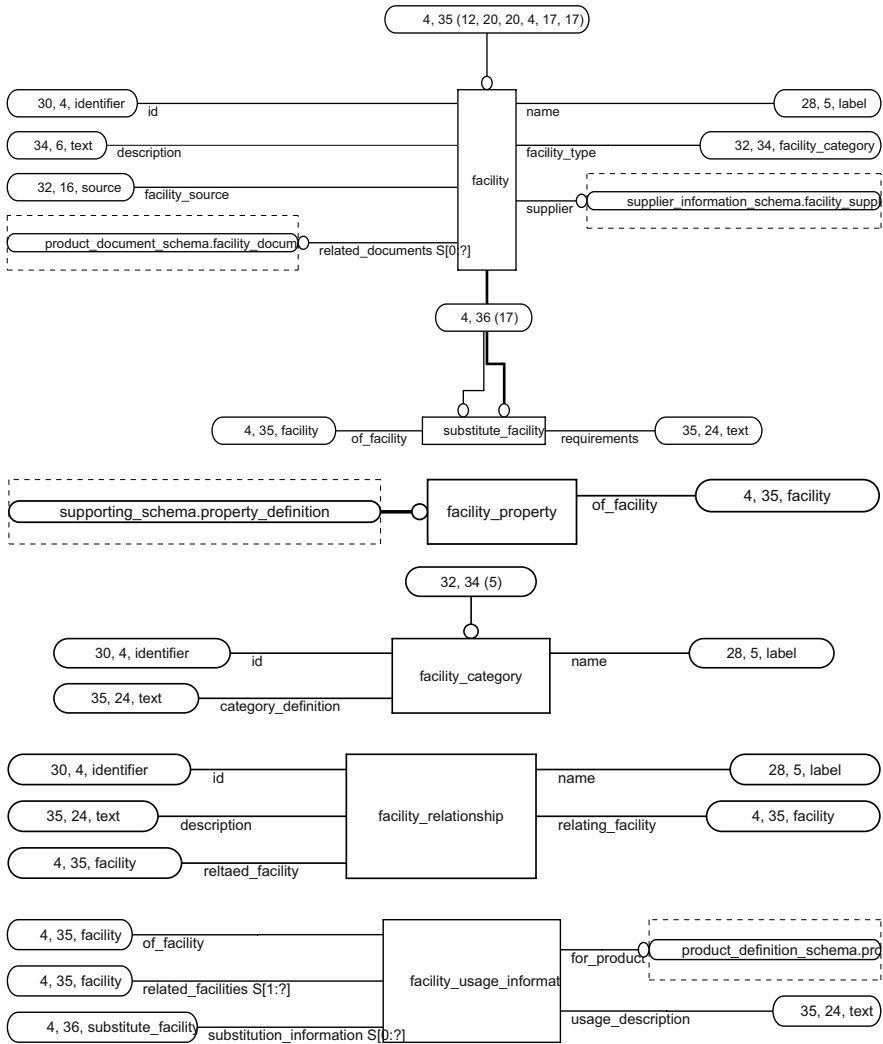 4, 35 (12, 20, 20, 4, 17, 17)
30, 4, identifier
id
name
28, 5, label
34, 6, text
description
facility
facility_type
32, 34, facility_category
32, 16, source
facility_source
supplier
supplier_information_schema.facility_suppl
product_document_schema.facility_docum
related_documents S[0:?]
4, 36 (17)
4, 35, facility
of_facility
substitute_facility
requirements
35, 24, text
supporting_schema.property_definition
facility_property
of_facility
4, 35, facility
32, 34 (5)
30, 4, identifier
id
facility_category
name
28, 5, label
35, 24, text
category_definition
30, 4, identifier
id
name
28, 5, label
35, 24, text
description
facility_relationship
relating_facility
4, 35, facility
4, 35, facility
reltaed_facility
4, 35, facility
of_facility
for_product
product_definition_schema.pro
4, 35, facility
related_facilities S[1:?]
facility_usage_informat
4, 36, substitute_facility
substitution_information S[0:?]
usage_description
35, 24, text